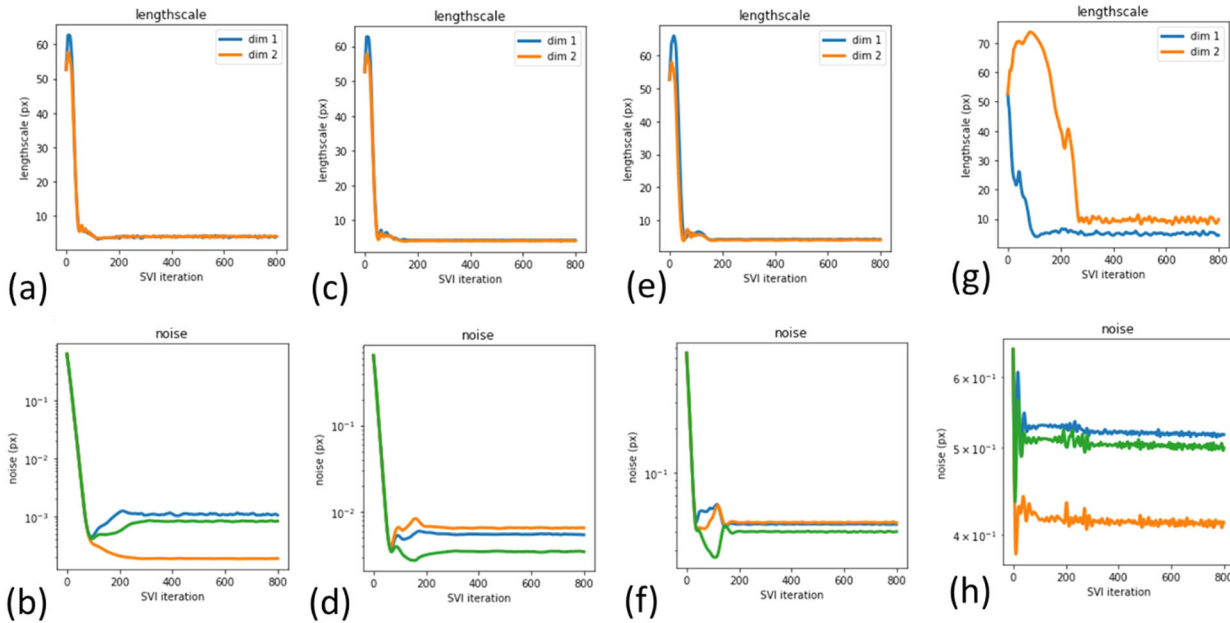 lengthscale
lengthscale (px)
60
50
40
30
20
10
dim 1
dim 2
0 200 400 600 800
SVI iteration
(a)
lengthscale
lengthscale (px)
60
50
40
30
20
10
dim 1
dim 2
0 200 400 600 800
SVI iteration
(c)
lengthscale
lengthscale (px)
60
50
40
30
20
10
dim 1
dim 2
0 200 400 600 800
SVI iteration
(e)
lengthscale
lengthscale (px)
70
60
50
40
30
20
10
dim 1
dim 2
0 200 400 600 800
SVI iteration
(g)
noise
noise (px)
10⁻¹
10⁻²
10⁻³
0 200 400 600 800
SVI iteration
(b)
noise
noise (px)
10⁻¹
10⁻²
0 200 400 600 800
SVI iteration
(d)
noise
noise (px)
10⁻¹
0 200 400 600 800
SVI iteration
(f)
noise
noise (px)
6 × 10⁻¹
5 × 10⁻¹
4 × 10⁻¹
0 200 400 600 800
SVI iteration
(h)